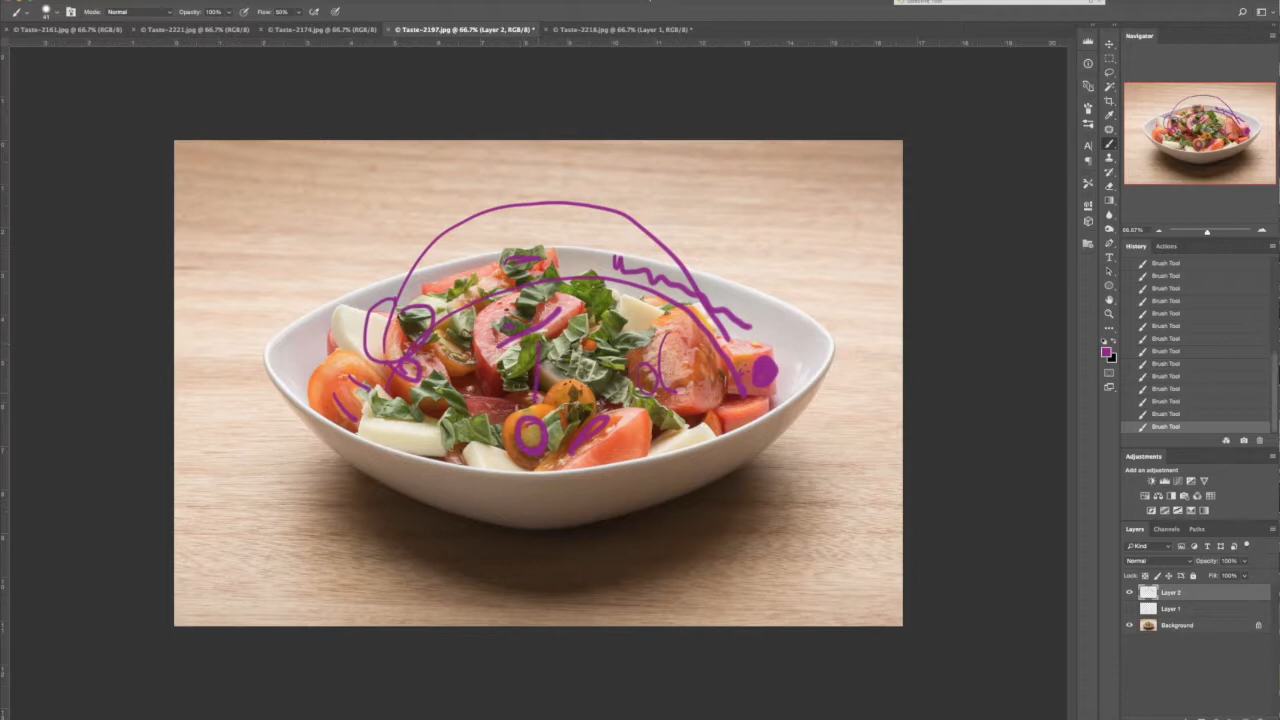 Mode: Normal Opacity: 100% Flow: 50%
© Taste-2161.jpg @ 66.7% (RGB/8) © Taste-2221.jpg @ 66.7% (RGB/8) © Taste-2174.jpg @ 66.7% (RGB/8) © Taste-2197.jpg @ 66.7% (Layer 2, RGB/8) * © Taste-2218.jpg @ 66.7% (Layer 1, RGB/8) *
Navigator
66.67%
History Actions
Brush Tool
Brush Tool
Brush Tool
Brush Tool
Brush Tool
Brush Tool
Brush Tool
Brush Tool
Brush Tool
Brush Tool
Brush Tool
Brush Tool
Brush Tool
Brush Tool
Adjustments
Add an adjustment
Layers Channels Paths
Kind
Normal Opacity: 100%
Lock: Fill: 100%
Layer 2
Layer 1
Background